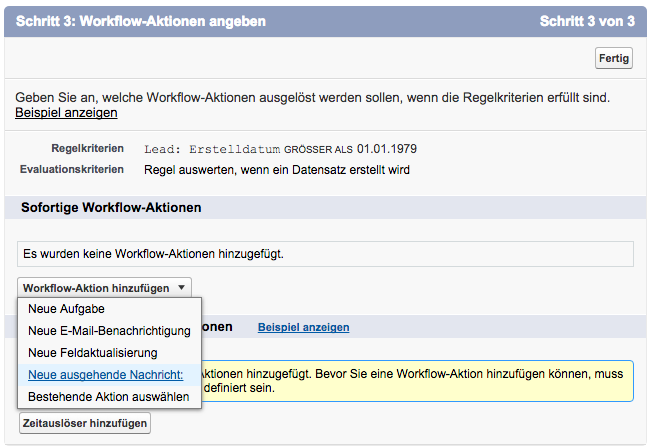 Schritt 3: Workflow-Aktionen angeben Schritt 3 von 3
Fertig
Geben Sie an, welche Workflow-Aktionen ausgelöst werden sollen, wenn die Regelkriterien erfüllt sind.
Beispiel anzeigen
Regelkriterien Lead: Erstelldatum GRÖSSER ALS 01.01.1979
Evaluationskriterien Regel auswerten, wenn ein Datensatz erstellt wird
Sofortige Workflow-Aktionen
Es wurden keine Workflow-Aktionen hinzugefügt.
Workflow-Aktion hinzufügen
Neue Aufgabe
Neue E-Mail-Benachrichtigung
onen Beispiel anzeigen
Neue Feldaktualisierung
Neue ausgehende Nachricht:
Aktionen hinzugefügt. Bevor Sie eine Workflow-Aktion hinzufügen können, muss
Bestehende Aktion auswählen
definiert sein.
Zeitauslöser hinzufügen